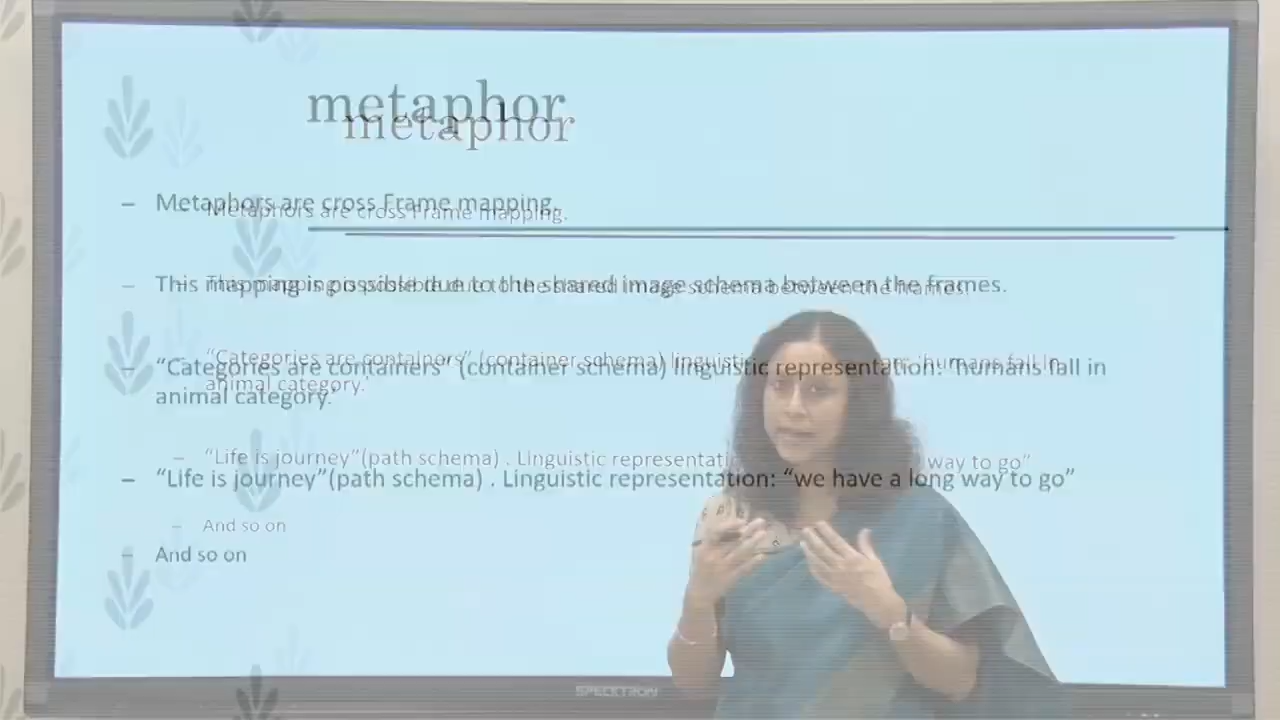 metaphor
– Metaphors are cross Frame mapping.
– This mapping is possible due to the shared image schema between the frames.
– “Categories are containers” (container schema) linguistic representation: ‘humans fall in
animal category.’
– “Life is journey”(path schema) . Linguistic representation: “we have a long way to go”
– And so on
SPECKTRON